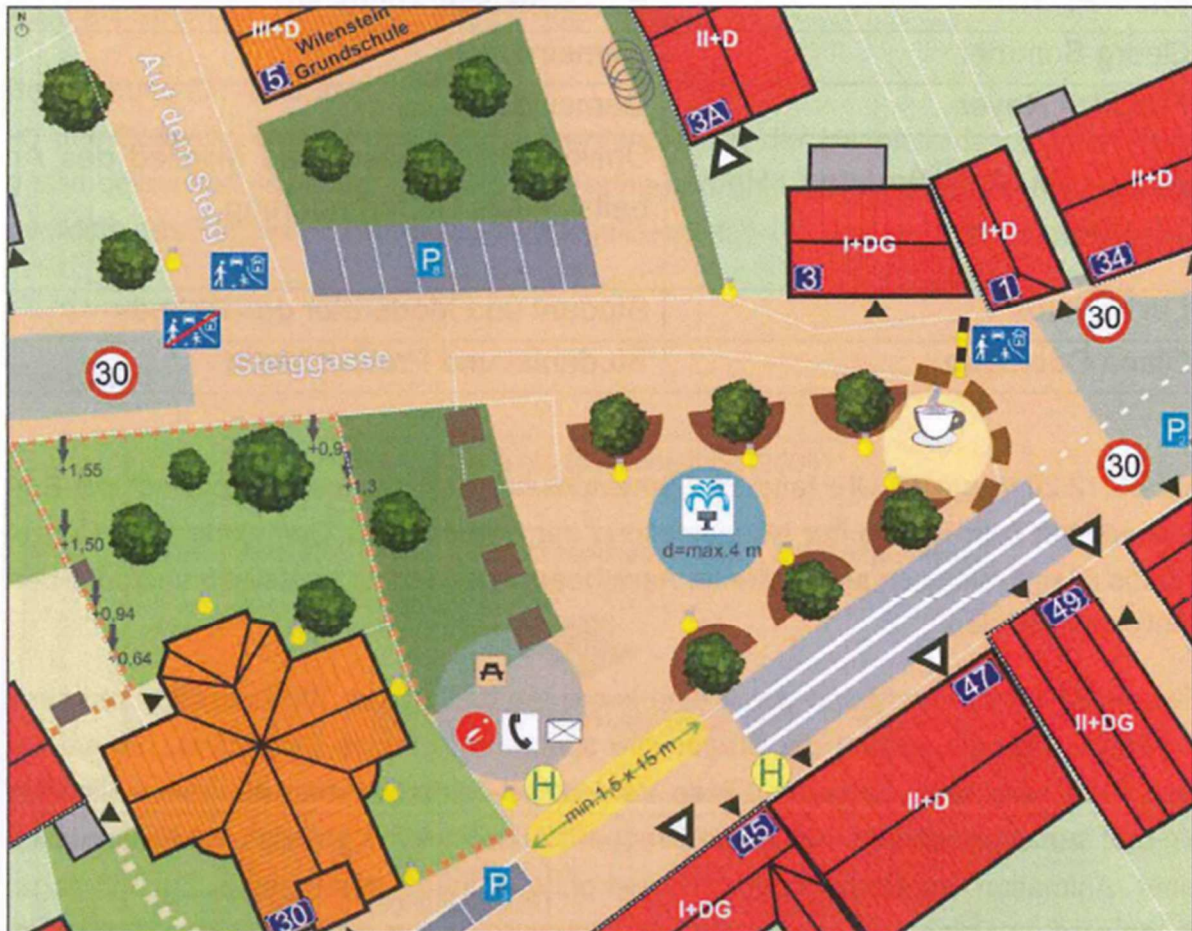 N
III+D
Wilenstein
Grundschule
5
II+D
3A
Auf dem Steig
II+D
I+DG
I+D
3
1
34
P
30
Steiggasse
30
30
P
+1,55
+0,9
+1,3
+1,50
+0,94
+0,64
d=max.4 m
i
H
H
min.1,5 x 15 m
49
47
II+DG
II+D
45
I+DG
P
30